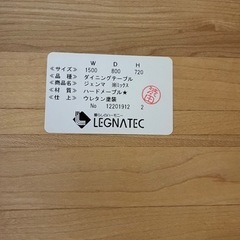 W D H
≪サイズ≫ 1500 800 720
≪品 種≫ ダイニングテーブル
≪品 名≫ ジェンマ
≪材 質≫ ハードメープル★
≪仕 上≫ ウレタン塗装
No 12201912 2
LEGNATEC